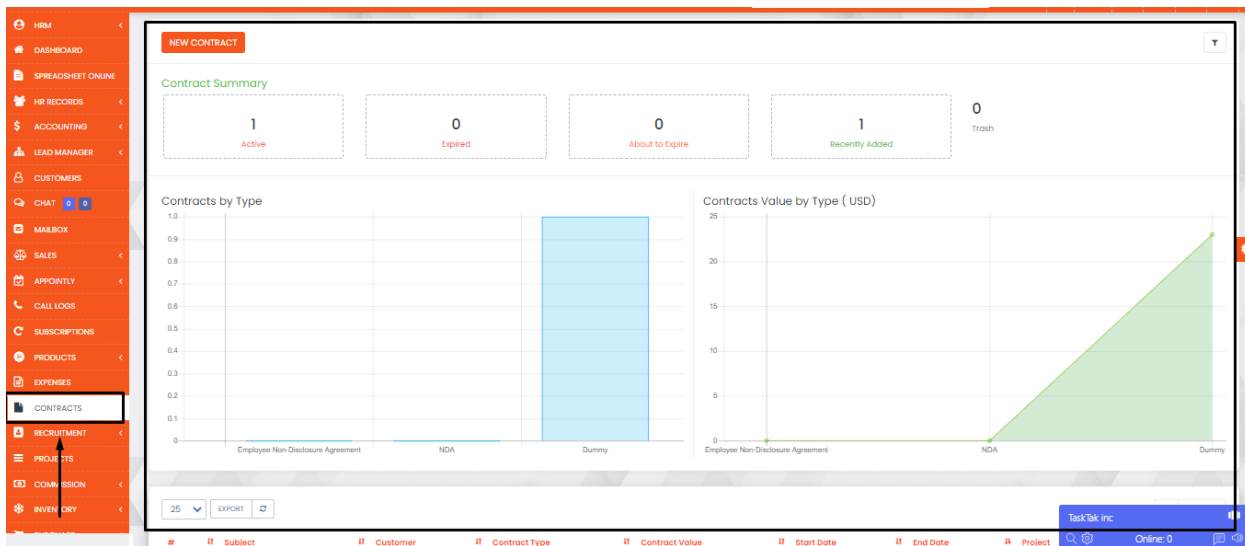 HRM
DASHBOARD
SPREADSHEET ONLINE
HR RECORDS
ACCOUNTING
LEAD MANAGER
CUSTOMERS
CHAT 0 0
MAILBOX
SALES
APPOINTLY
CALL LOGS
SUBSCRIPTIONS
PRODUCTS
EXPENSES
CONTRACTS
RECRUITMENT
PROJECTS
COMMISSION
INVENTORY
NEW CONTRACT
Contract Summary
1
Active
0
Expired
0
About to Expire
1
Recently Added
0
Trash
Contracts by Type
1.0
0.9
0.8
0.7
0.6
0.5
0.4
0.3
0.2
0.1
0
Employee Non-Disclosure Agreement NDA Dummy
Contracts Value by Type ( USD)
25
20
15
10
5
0
Employee Non-Disclosure Agreement NDA Dummy
25 EXPORT
# Subject Customer Contract Type Contract Value Start Date End Date Project
TaskTak inc
Online: 0